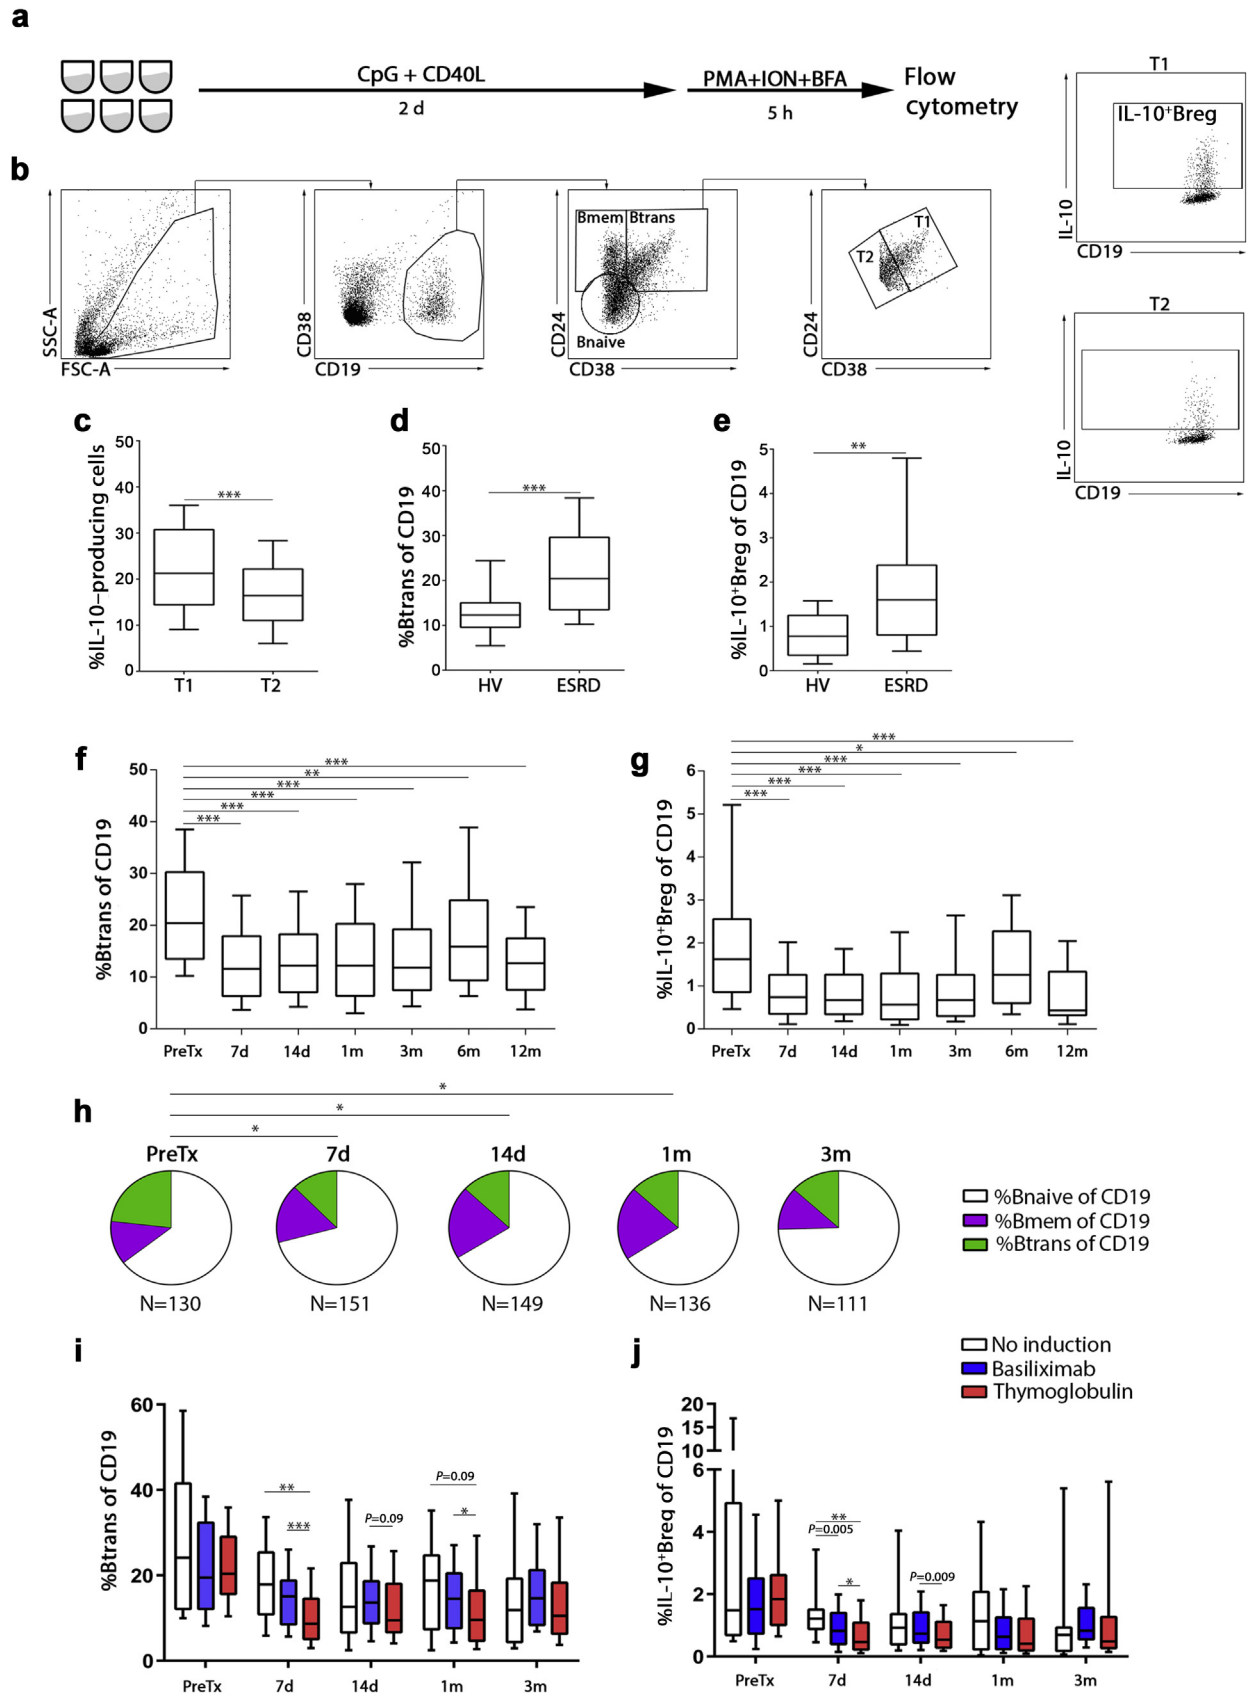 a
CpG + CD40L
2 d
PMA+ION+BFA
5 h
Flow
cytometry
T1
IL-10⁺Breg
IL-10
CD19
b
SSC-A
FSC-A
CD38
CD19
Bmem
Btrans
Bnaive
CD24
CD38
T1
T2
CD24
CD38
T2
IL-10
CD19
c
%IL-10–producing cells
50
40
30
20
10
0
***
T1
T2
d
%Btrans of CD19
50
40
30
20
10
0
***
HV
ESRD
e
%IL-10⁺Breg of CD19
5
4
3
2
1
0
**
HV
ESRD
f
%Btrans of CD19
50
40
30
20
10
0
***
**
***
***
***
***
PreTx 7d 14d 1m 3m 6m 12m
g
%IL-10⁺Breg of CD19
6
5
4
3
2
1
0
***
*
***
***
***
***
PreTx 7d 14d 1m 3m 6m 12m
h
*
*
*
PreTx 7d 14d 1m 3m
N=130 N=151 N=149 N=136 N=111
%Bnaive of CD19
%Bmem of CD19
%Btrans of CD19
i
%Btrans of CD19
60
40
20
0
**
***
P=0.09
P=0.09
*
PreTx 7d 14d 1m 3m
j
No induction
Basiliximab
Thymoglobulin
%IL-10⁺Breg of CD19
20
15
10
6
4
2
0
**
P=0.005
*
P=0.009
PreTx 7d 14d 1m 3m